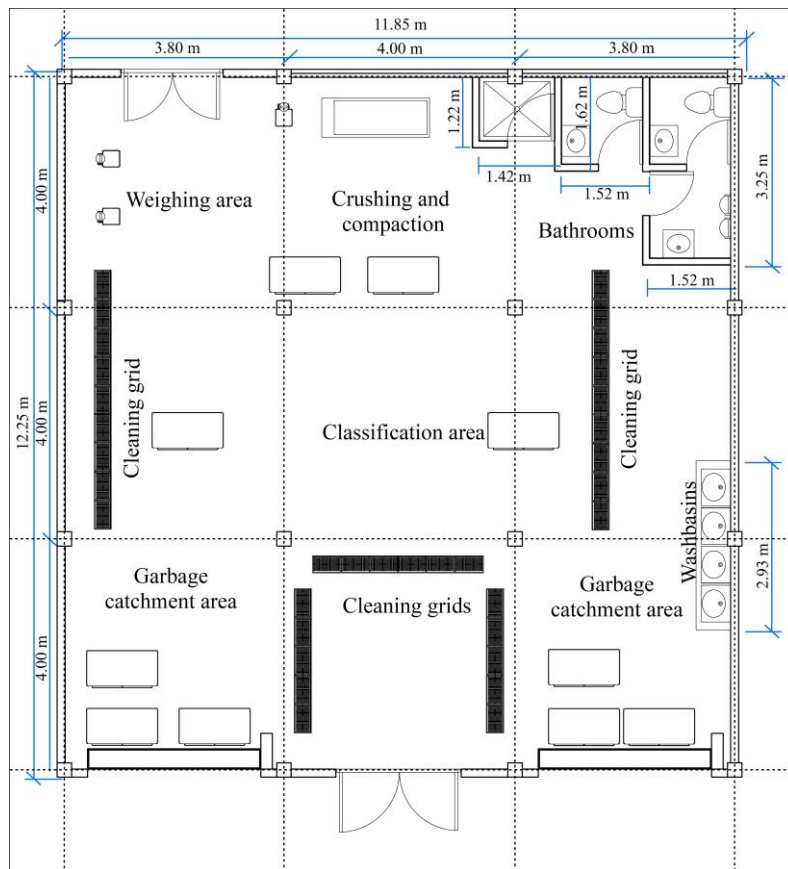 11.85 m
3.80 m
4.00 m
3.80 m
1.22 m
1.62 m
3.25 m
4.00 m
1.42 m
1.52 m
Weighing area
Crushing and
compaction
Bathrooms
1.52 m
12.25 m
4.00 m
Cleaning grid
Classification area
Cleaning grid
Washbasins
2.93 m
Garbage
catchment area
Cleaning grids
Garbage
catchment area
4.00 m